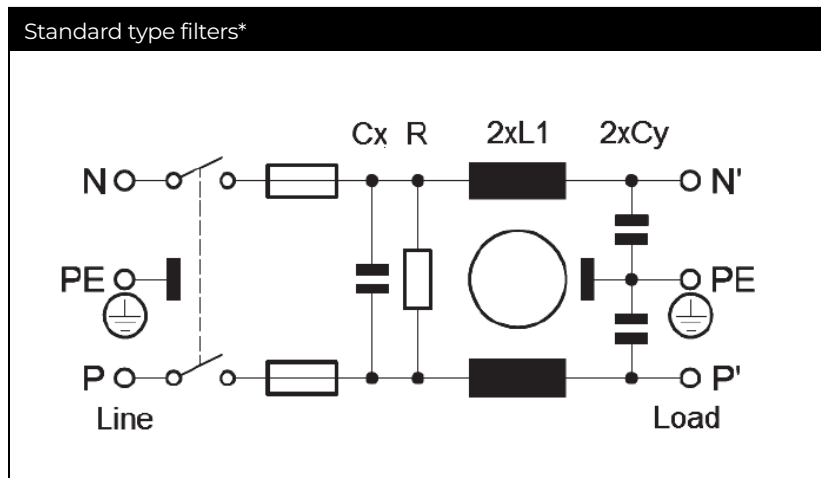 Standard type filters*
Cx R 2xL1 2xCy
N N'
PE PE
P P'
Line Load